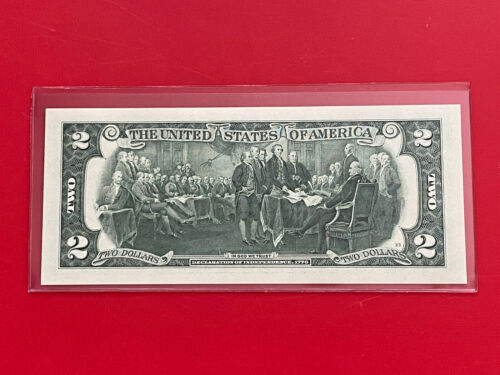 2 THE UNITED STATES OF AMERICA 2
TWO TWO
2 2
TWO DOLLARS IN GOD WE TRUST TWO DOLLARS
DECLARATION OF INDEPENDENCE, 1776